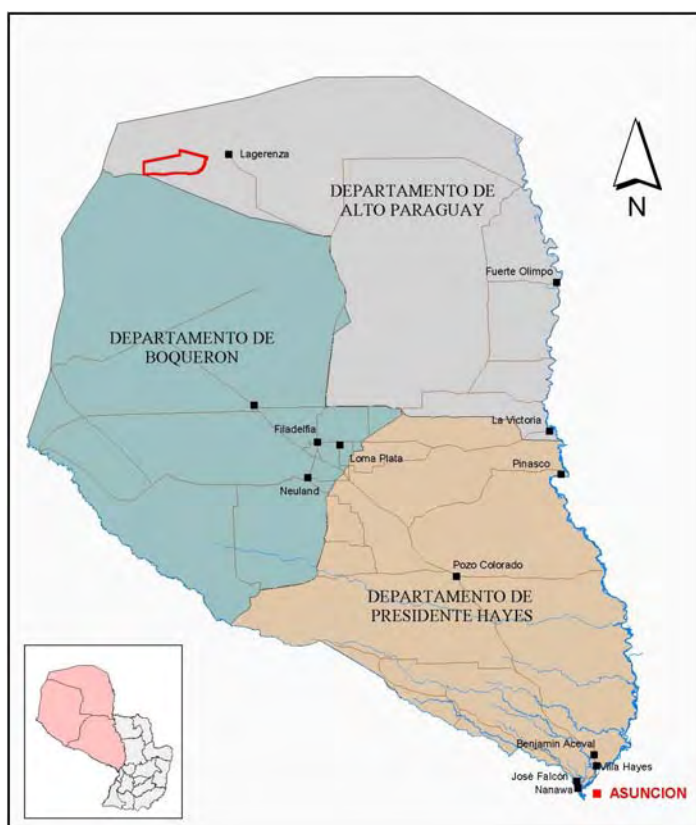 Lagerenza
DEPARTAMENTO DE
ALTO PARAGUAY
N
Fuerte Olimpo
DEPARTAMENTO DE
BOQUERON
La Victoria
Filadelfia
Loma Plata
Pinasco
Neuland
Pozo Colorado
DEPARTAMENTO DE
PRESIDENTE HAYES
Benjamin Aceval
Villa Hayes
José Falcón
Nanawa
ASUNCION